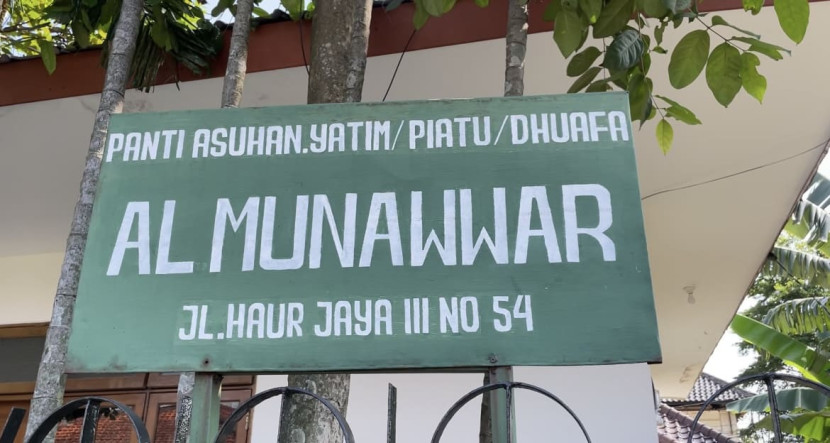 PANTI ASUHAN.YATIM/PIATU/DHUAFA
AL MUNAWWAR
JL.HAUR JAYA III NO 54